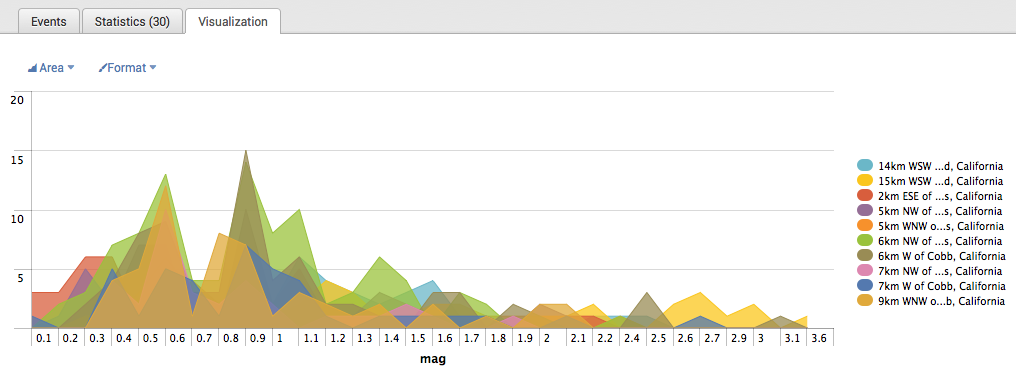 Events Statistics (30) Visualization
Area Format
20
15
10
5
0.1 0.2 0.3 0.4 0.5 0.6 0.7 0.8 0.9 1 1.1 1.2 1.3 1.4 1.5 1.6 1.7 1.8 1.9 2 2.1 2.2 2.4 2.5 2.6 2.7 2.9 3 3.1 3.6
mag
14km WSW ...d, California
15km WSW ...d, California
2km ESE of ...s, California
5km NW of ...s, California
5km WNW o...s, California
6km NW of ...s, California
6km W of Cobb, California
7km NW of ...s, California
7km W of Cobb, California
9km WNW o...b, California